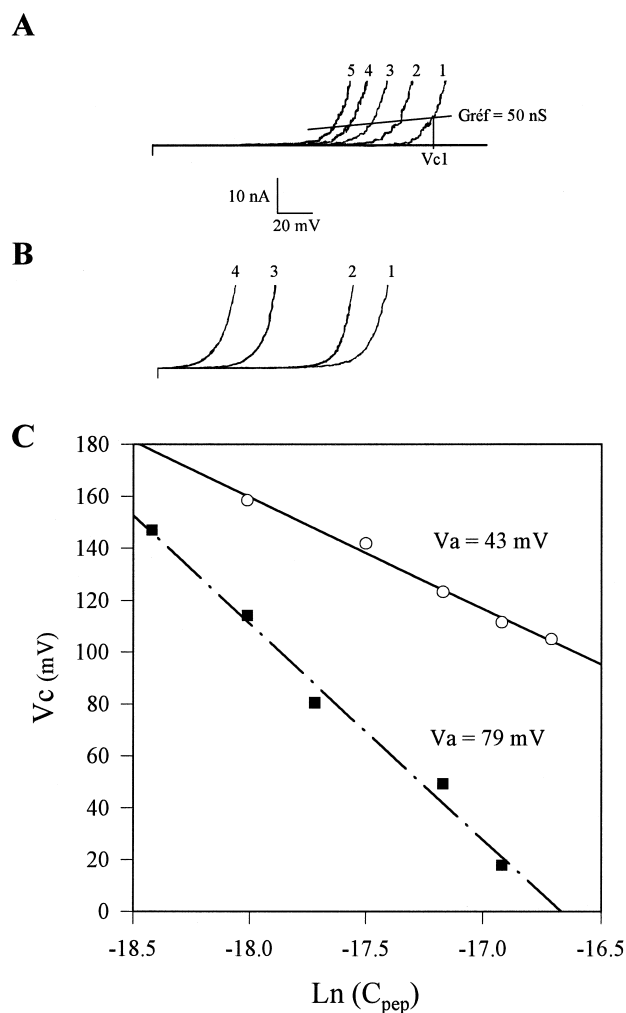 A
5 4 3 2 1
Gréf = 50 nS
Vc1
10 nA
20 mV
B
4 3 2 1
C
180
160
140
120
100
80
60
40
20
0
Vc (mV)
Va = 43 mV
Va = 79 mV
-18.5 -18.0 -17.5 -17.0 -16.5
Ln (Cpep)